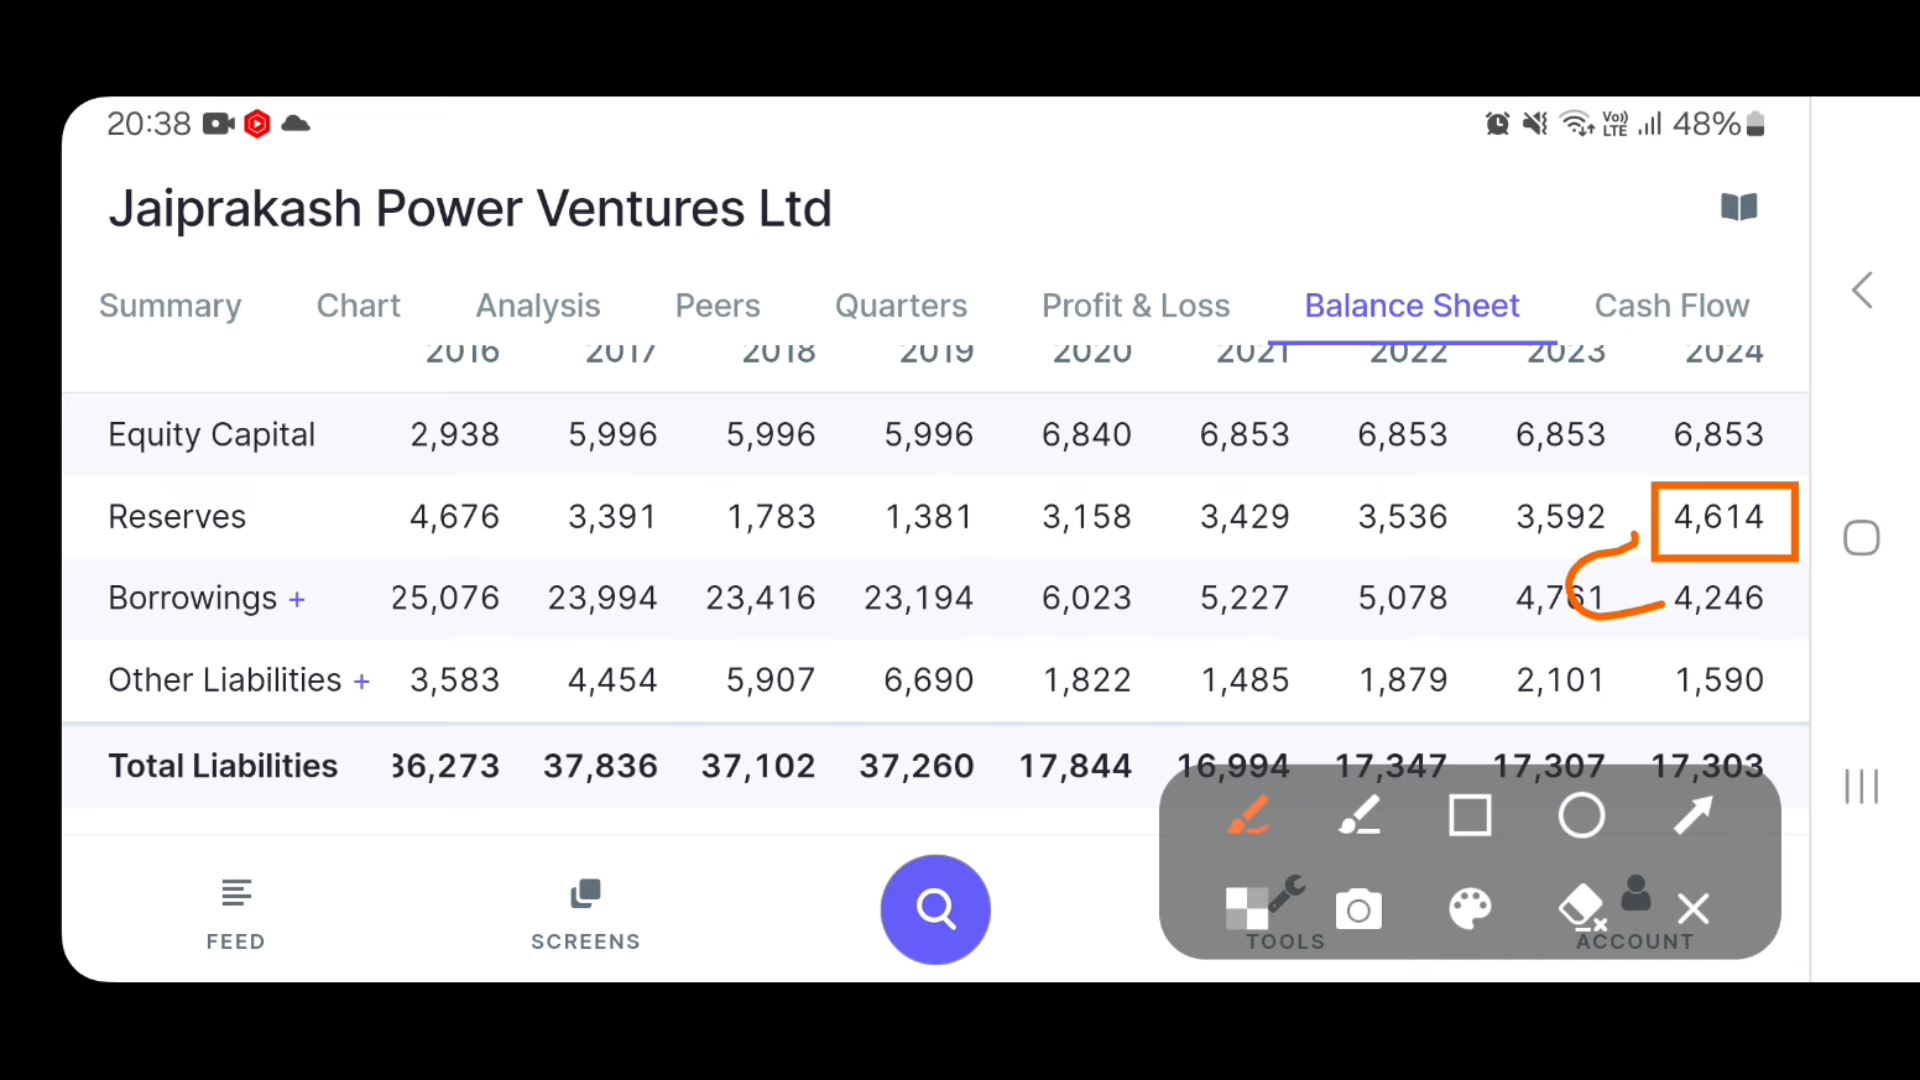 20:38 Vo)) LTE 48%
Jaiprakash Power Ventures Ltd
Summary Chart Analysis Peers Quarters Profit & Loss Balance Sheet Cash Flow
2016 2017 2018 2019 2020 2021 2022 2023 2024
Equity Capital 2,938 5,996 5,996 5,996 6,840 6,853 6,853 6,853 6,853
Reserves 4,676 3,391 1,783 1,381 3,158 3,429 3,536 3,592 4,614
Borrowings + 25,076 23,994 23,416 23,194 6,023 5,227 5,078 4,761 4,246
Other Liabilities + 3,583 4,454 5,907 6,690 1,822 1,485 1,879 2,101 1,590
Total Liabilities 36,273 37,836 37,102 37,260 17,844 16,994 17,347 17,307 17,303
FEED SCREENS TOOLS ACCOUNT